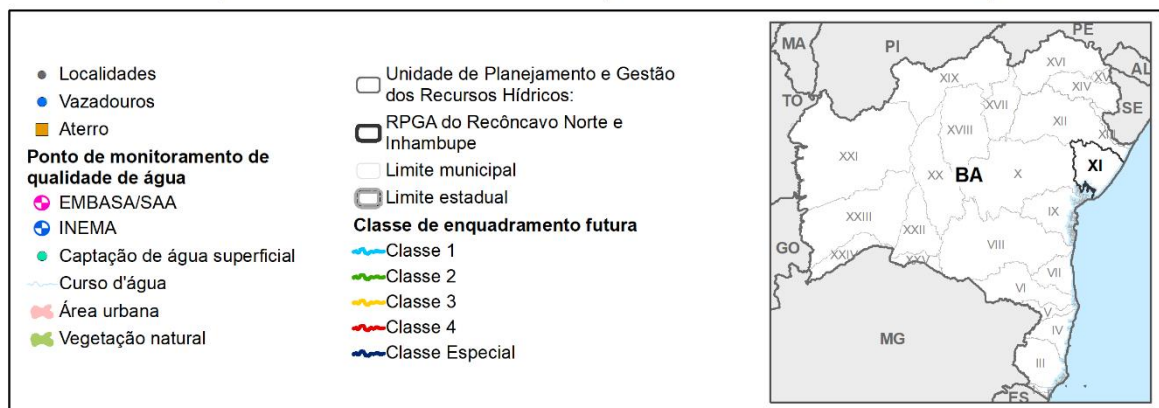 Localidades
Vazadouros
Aterro
Ponto de monitoramento de
qualidade de água
EMBASA/SAA
INEMA
Captação de água superficial
Curso d'água
Área urbana
Vegetação natural
Unidade de Planejamento e Gestão
dos Recursos Hídricos:
RPGA do Recôncavo Norte e
Inhambupe
Limite municipal
Limite estadual
Classe de enquadramento futura
Classe 1
Classe 2
Classe 3
Classe 4
Classe Especial
MA
PI
PE
AL
SE
TO
GO
MG
ES
BA
XIX
XVI
XV
XIV
XVII
XII
XVIII
XIII
XXI
XX
X
XI
IX
XXIII
XXII
VIII
XXIV
XXV
VII
VI
V
IV
III